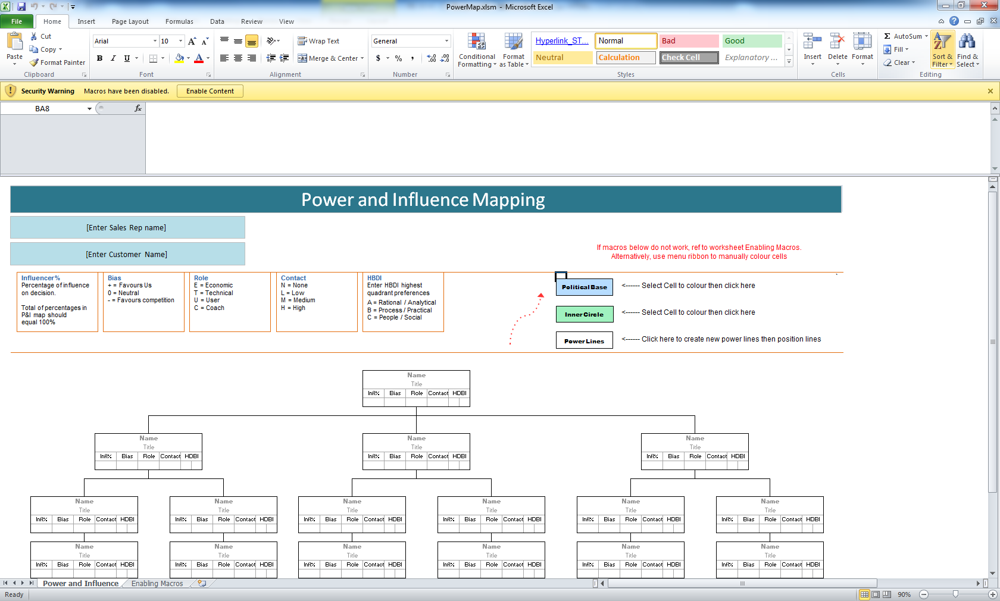 PowerMap.xlsm - Microsoft Excel
File Home Insert Page Layout Formulas Data Review View
Paste
Cut
Copy
Format Painter
Clipboard
Arial 10
B I U
Font
Wrap Text
Merge & Center
Alignment
General
$ % ,
Number
Conditional Formatting
Format as Table
Hyperlink_ST... Normal Bad Good
Neutral Calculation Check Cell Explanatory ...
Styles
Insert Delete Format
Cells
Σ AutoSum
Fill
Clear
Sort & Filter
Find & Select
Editing
Security Warning Macros have been disabled. Enable Content
BA8 fx
Power and Influence Mapping
[Enter Sales Rep name]
[Enter Customer Name]
If macros below do not work, ref to worksheet Enabling Macros.
Alternatively, use menu ribbon to manually colour cells
Influencer%
Percentage of influence
on decision.
Total of percentages in
P&I map should
equal 100%
Bias
+ = Favours Us
0 = Neutral
- = Favours competition
Role
E = Economic
T = Technical
U = User
C = Coach
Contact
N = None
L = Low
M = Medium
H = High
HBDI
Enter HBDI highest
quadrant preferences
A = Rational / Analytical
B = Process / Practical
C = People / Social
Political Base <------ Select Cell to colour then click here
Inner Circle <------ Select Cell to colour then click here
Power Lines <------ Click here to create new power lines then position lines
Name
Title
Infl% Bias Role Contact HDBI
Name Name Name
Title Title Title
Infl% Bias Role Contact HDBI Infl% Bias Role Contact HDBI Infl% Bias Role Contact HDBI
Name Name Name Name Name Name
Title Title Title Title Title Title
Infl% Bias Role Contact HDBI Infl% Bias Role Contact HDBI Infl% Bias Role Contact HDBI Infl% Bias Role Contact HDBI Infl% Bias Role Contact HDBI Infl% Bias Role Contact HDBI
Name Name Name Name Name Name
Title Title Title Title Title Title
Infl% Bias Role Contact HDBI Infl% Bias Role Contact HDBI Infl% Bias Role Contact HDBI Infl% Bias Role Contact HDBI Infl% Bias Role Contact HDBI Infl% Bias Role Contact HDBI
Power and Influence Enabling Macros
Ready 90%